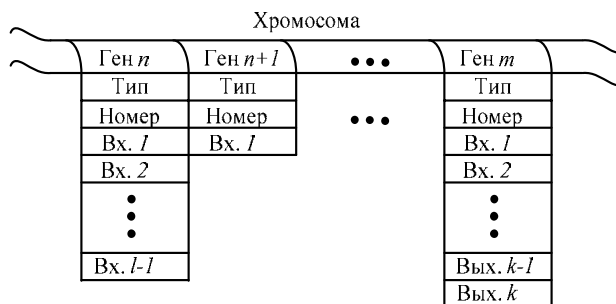 Хромосома
Ген n Ген n+1 ••• Ген m
Тип Тип Тип
Номер Номер ••• Номер
Вх. 1 Вх. 1 Вх. 1
Вх. 2 Вх. 2
Вх. l-1 Вых. k-1
Вых. k